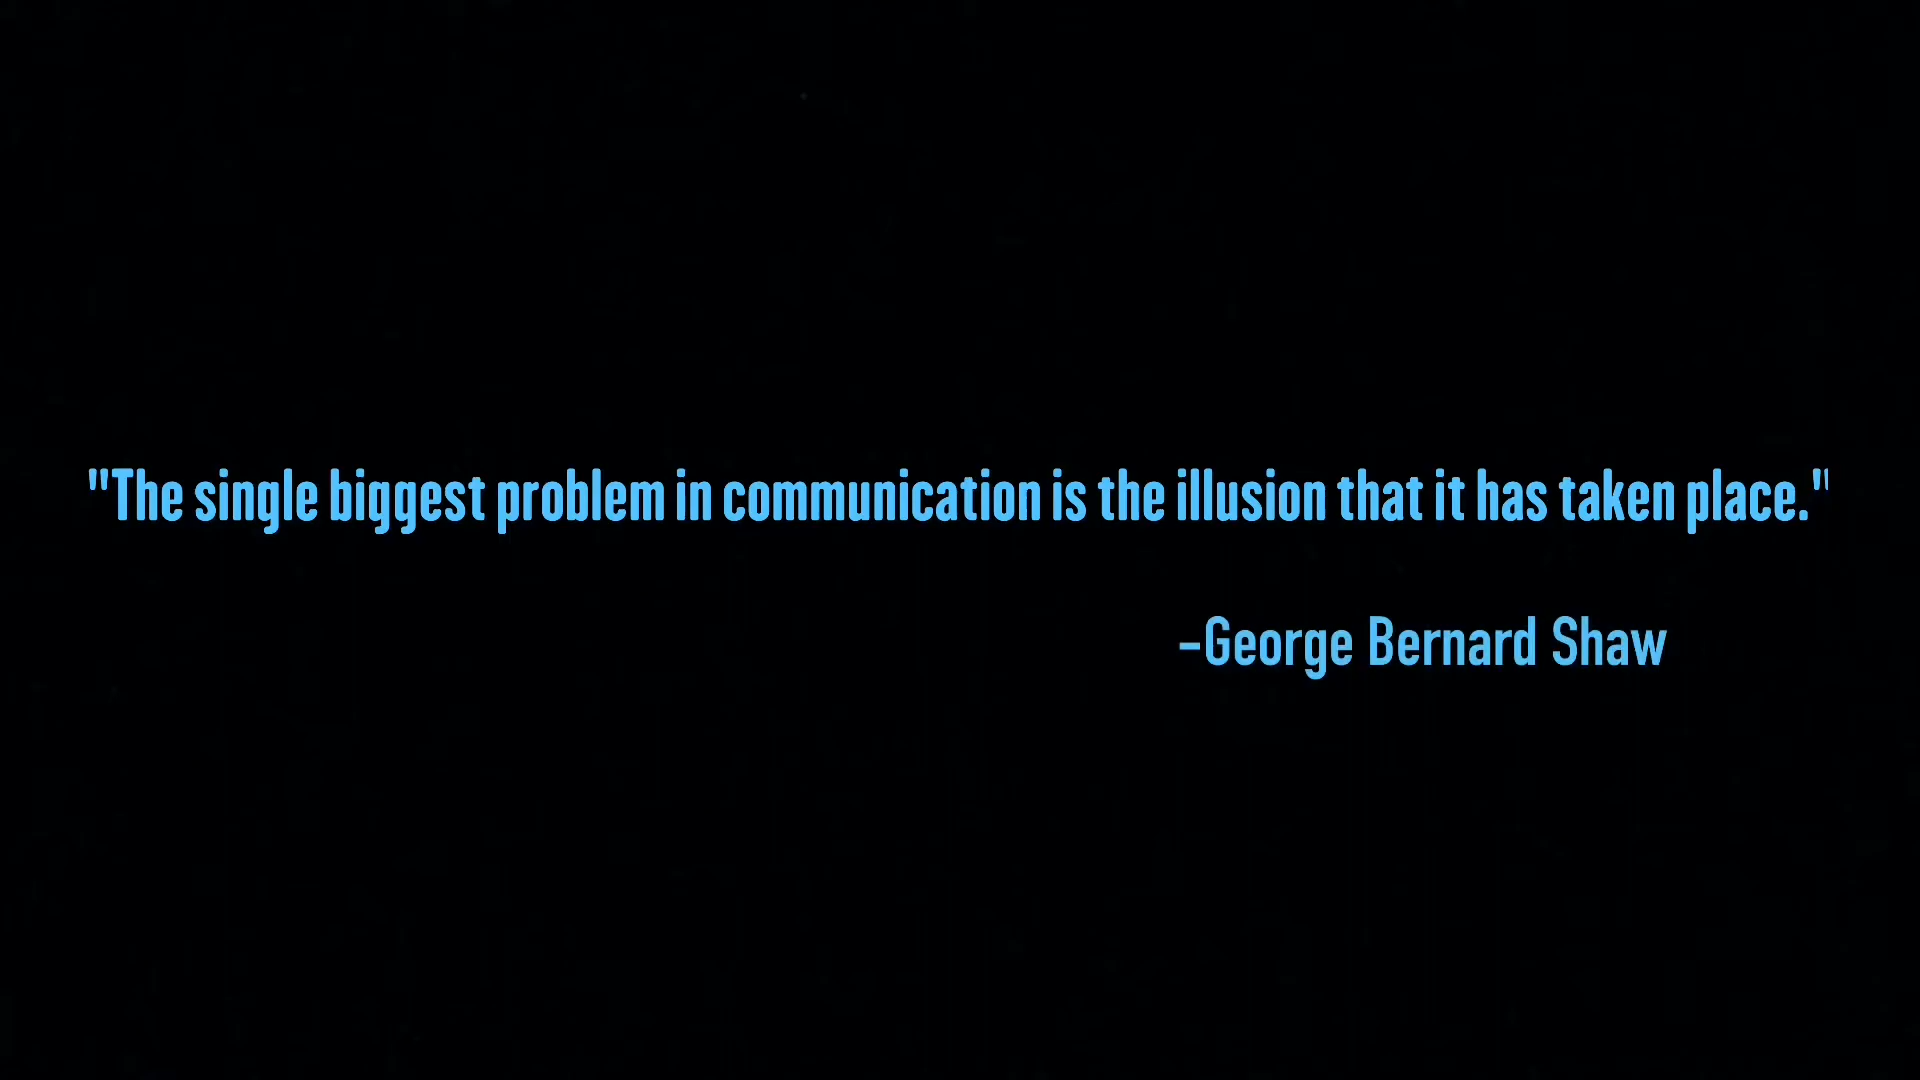 "The single biggest problem in communication is the illusion that it has taken place."
-George Bernard Shaw